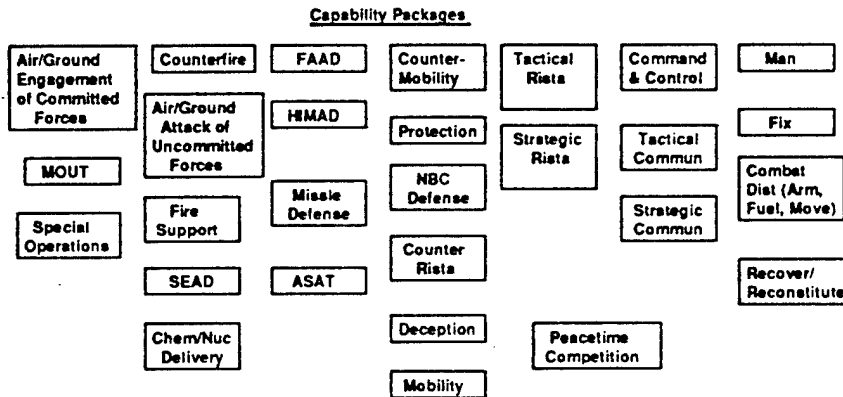 Capability Packages
Air/Ground
Engagement
of Committed
Forces
MOUT
Special
Operations
Counterfire
Air/Ground
Attack of
Uncommitted
Forces
Fire
Support
SEAD
Chem/Nuc
Delivery
FAAD
HIMAD
Missle
Defense
ASAT
Counter-
Mobility
Protection
NBC
Defense
Counter
Rista
Deception
Mobility
Tactical
Rista
Strategic
Rista
Peacetime
Competition
Command
& Control
Tactical
Commun
Strategic
Commun
Man
Fix
Combat
Dist (Arm,
Fuel, Move)
Recover/
Reconstitute